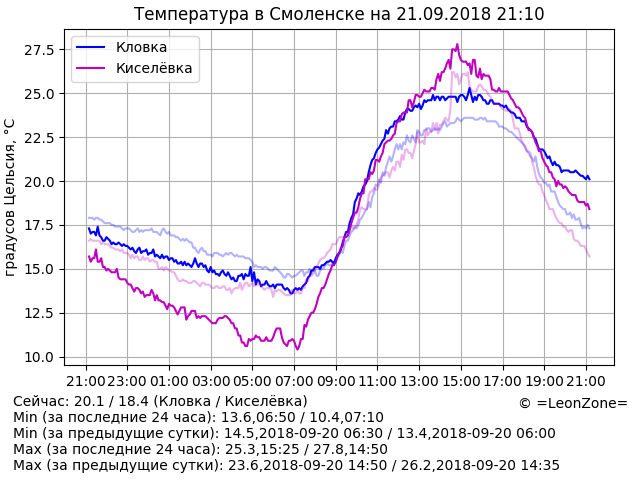 Температура в Смоленске на 21.09.2018 21:10
Кловка
Киселёвка
градусов Цельсия, °C
27.5
25.0
22.5
20.0
17.5
15.0
12.5
10.0
21:00 23:00 01:00 03:00 05:00 07:00 09:00 11:00 13:00 15:00 17:00 19:00 21:00
Сейчас: 20.1 / 18.4 (Кловка / Киселёвка)
© =LeonZone=
Min (за последние 24 часа): 13.6,06:50 / 10.4,07:10
Min (за предыдущие сутки): 14.5,2018-09-20 06:30 / 13.4,2018-09-20 06:00
Max (за последние 24 часа): 25.3,15:25 / 27.8,14:50
Max (за предыдущие сутки): 23.6,2018-09-20 14:50 / 26.2,2018-09-20 14:35